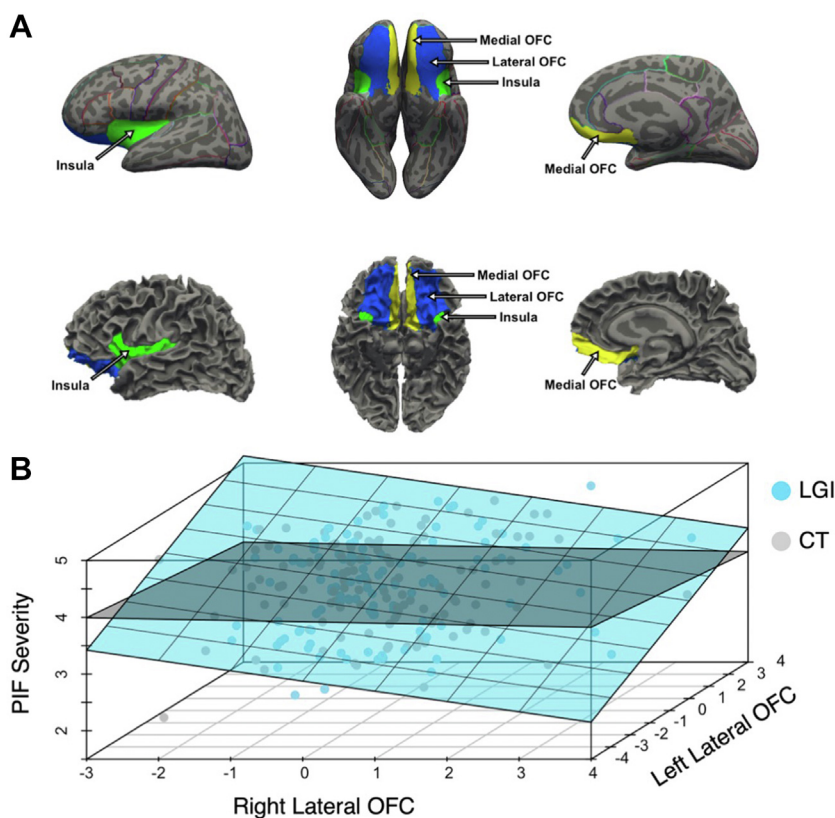 A
Medial OFC
Lateral OFC
Insula
Insula
Medial OFC
Medial OFC
Lateral OFC
Insula
Insula
Medial OFC
B
LGI
CT
PIF Severity
5
4
3
2
-3 -2 -1 0 1 2 3 4
Right Lateral OFC
-4 -3 -2 -1 0 1 2 3 4
Left Lateral OFC